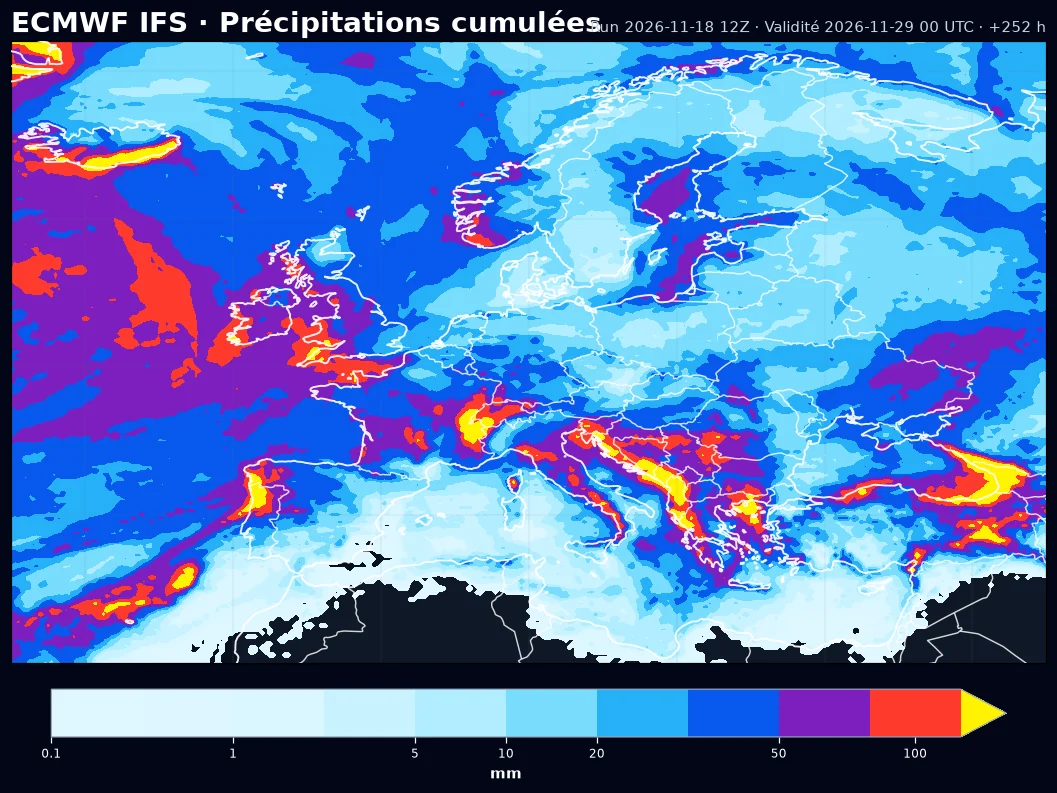 ECMWF IFS · Précipitations cumulées
Run 2026-11-18 12Z · Validité 2026-11-29 00 UTC · +252 h
0.1 1 5 10 20 50 100
mm